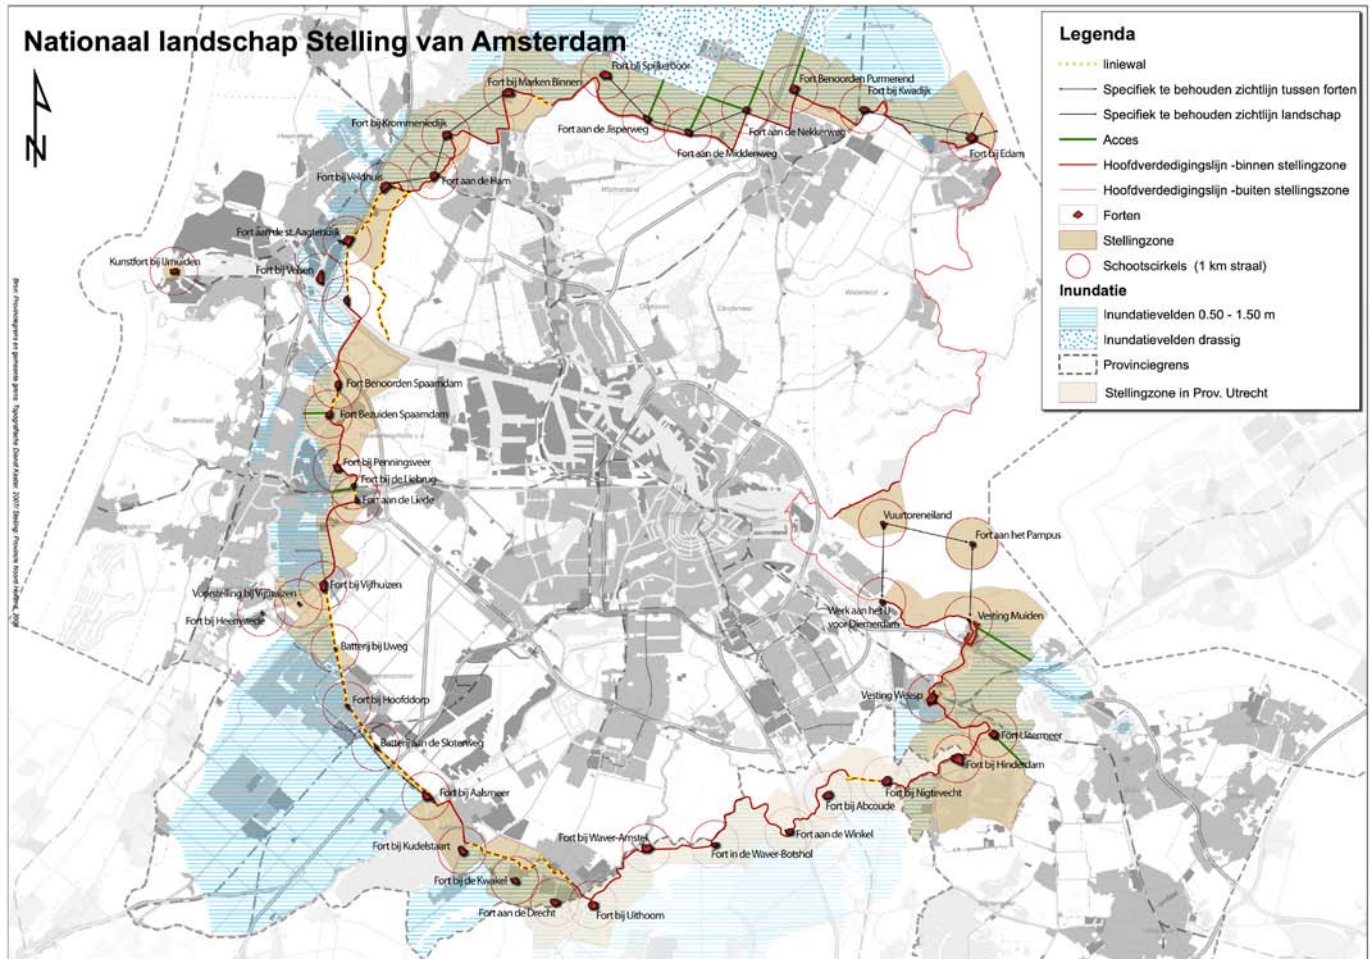 Nationaal landschap Stelling van Amsterdam
Legenda
liniewal
Specifiek te behouden zichtlijn tussen forten
Specifiek te behouden zichtlijn landschap
Acces
Hoofdverdedigingslijn -binnen stellingzone
Hoofdverdedigingslijn -buiten stellingszone
Forten
Stellingzone
Schootscirkels (1 km straal)
Inundatie
Inundatievelden 0.50 - 1.50 m
Inundatievelden drassig
Provinciegrens
Stellingzone in Prov. Utrecht
N
Fort bij Spijkerboor
Fort bij Marken Binnen
Fort Benoorden Purmerend
Fort bij Kwadijk
Fort bij Krommeniedijk
Fort aan de Jisperweg
Fort aan de Nekkerweg
Fort aan de Middenweg
Fort bij Edam
Fort bij Veldhuis
Fort aan de Ham
Fort aan de st. Aagtendijk
Kunstfort bij IJmuiden
Fort bij Velsen
Fort Benoorden Spaarndam
Fort Bezuiden Spaarndam
Fort bij Penningsveer
Fort bij de Liebrug
Fort aan de Liede
Vuurtoreneiland
Fort aan het Pampus
Fort bij Vijfhuizen
Voorstelling bij Vijfhuizen
Fort bij Heemstede
Werk aan het IJ
voor Diemerdam
Vesting Muiden
Batterij bij IJweg
Fort bij Hoofddorp
Vesting Weesp
Batterij aan de Sloterweg
Fort Uitermeer
Fort bij Hinderdam
Fort bij Aalsmeer
Fort bij Nigtevecht
Fort bij Abcoude
Fort bij Kudelstaart
Fort bij Waver-Amstel
Fort aan de Winkel
Fort in de Waver-Botshol
Fort bij de Kwakel
Fort aan de Drecht
Fort bij Uithoorn